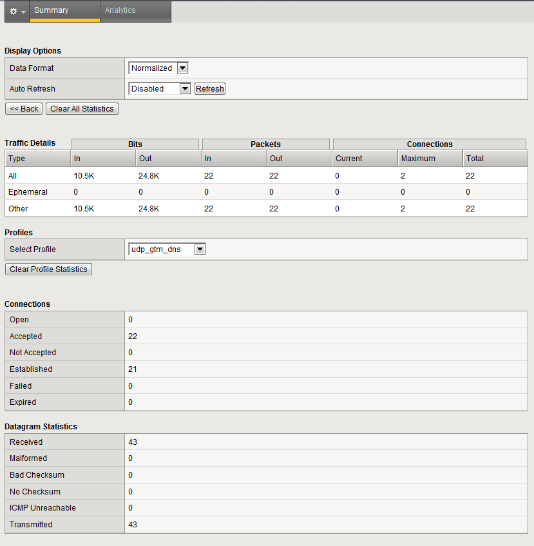 Summary Analytics
Display Options
Data Format Normalized
Auto Refresh Disabled Refresh
<< Back Clear All Statistics
Traffic Details Bits Packets Connections
Type In Out In Out Current Maximum Total
All 10.5K 24.8K 22 22 0 2 22
Ephemeral 0 0 0 0 0 0 0
Other 10.5K 24.8K 22 22 0 2 22
Profiles
Select Profile udp_gtm_dns
Clear Profile Statistics
Connections
Open 0
Accepted 22
Not Accepted 0
Established 21
Failed 0
Expired 0
Datagram Statistics
Received 43
Malformed 0
Bad Checksum 0
No Checksum 0
ICMP Unreachable 0
Transmitted 43